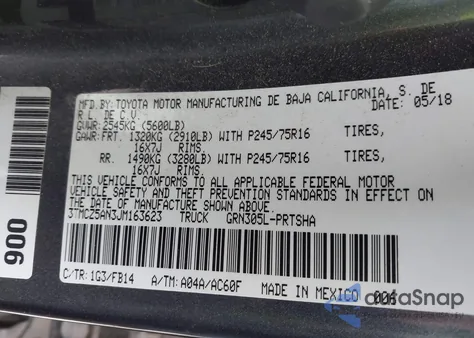 MFD. BY: TOYOTA MOTOR MANUFACTURING DE BAJA CALIFORNIA, S. DE
R L. DE C.V. DATE: 05/18
GVWR: 2545KG (5600LB)
GAWR: FRT. 1320KG (2910LB) WITH P245/75R16 TIRES,
16X7J RIMS,
RR. 1490KG (3280LB) WITH P245/75R16 TIRES,
16X7J RIMS.
THIS VEHICLE CONFORMS TO ALL APPLICABLE FEDERAL MOTOR
VEHICLE SAFETY AND THEFT PREVENTION STANDARDS IN EFFECT ON
THE DATE OF MANUFACTURE SHOWN ABOVE.
3TMCZ5AN3JM163623 TRUCK GRN305L-PRTSHA
C/TR: 1G3/FB14 A/TM: A04A/AC60F MADE IN MEXICO 006
900
autoSnap